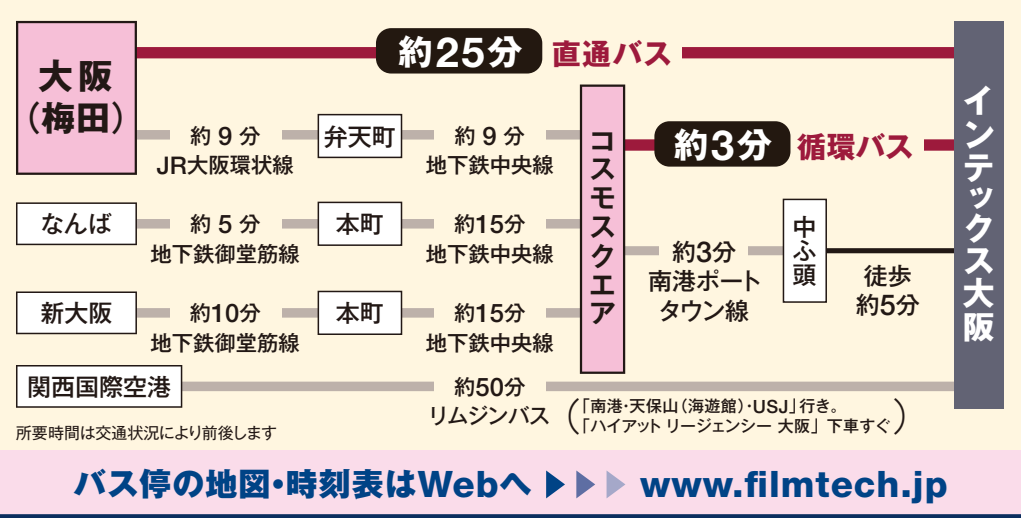 大阪
(梅田)
約25分 直通バス
約 9 分
JR大阪環状線
弁天町
約 9 分
地下鉄中央線
コスモスクエア
約3分 循環バス
インテックス大阪
なんば
約 5 分
地下鉄御堂筋線
本町
約15分
地下鉄中央線
約3分
南港ポート
タウン線
中ふ頭
徒歩
約5分
新大阪
約10分
地下鉄御堂筋線
本町
約15分
地下鉄中央線
関西国際空港
約50分
リムジンバス
(「南港・天保山(海遊館)・USJ」行き。
「ハイアット リージェンシー 大阪」 下車すぐ)
所要時間は交通状況により前後します
バス停の地図・時刻表はWebへ ▶▶▶ www.filmtech.jp